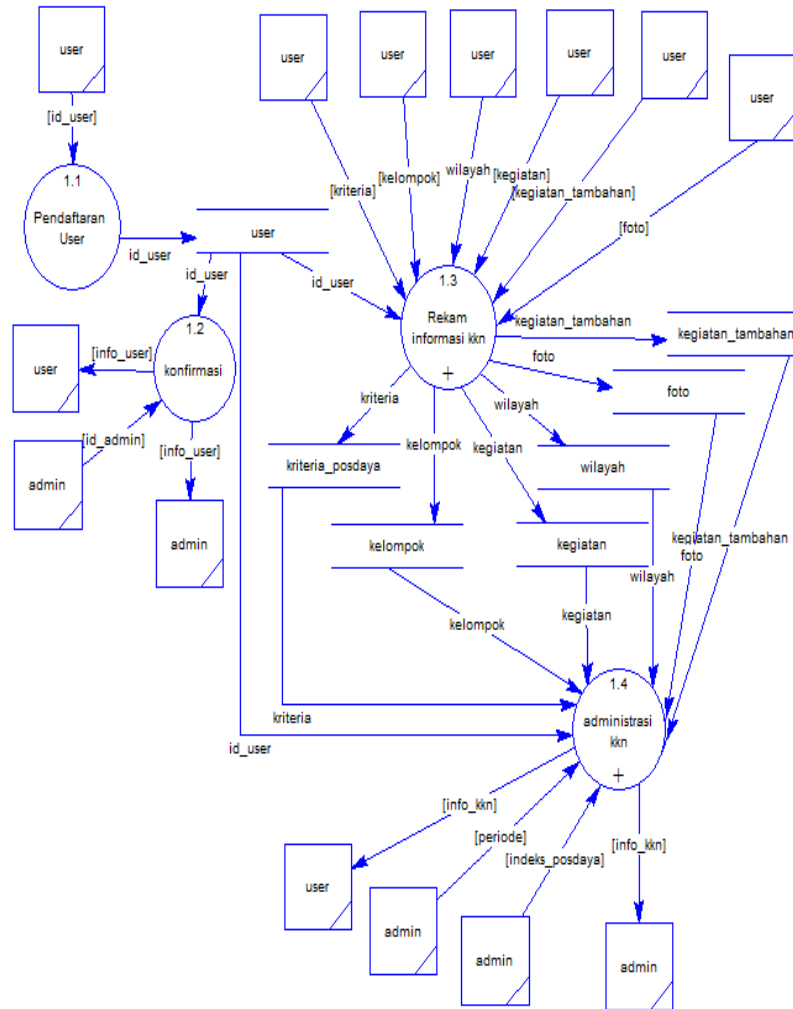 user
user
user
user
user
user
user
[id_user]
1.1
Pendaftaran
User
[kriteria]
[kelompok]
wilayah
[kegiatan]
[kegiatan_tambahan]
[foto]
id_user
user
id_user
id_user
1.3
Rekam
informasi kkn
+
kegiatan_tambahan
kegiatan_tambahan
foto
foto
1.2
konfirmasi
[info_user]
user
[id_admin]
admin
[info_user]
admin
kriteria
kelompok
kegiatan
wilayah
kriteria_posdaya
wilayah
kelompok
kegiatan
kegiatan_tambahan
foto
wilayah
kelompok
kegiatan
kriteria
id_user
1.4
administrasi
kkn
+
[info_kkn]
[periode]
[indeks_posdaya]
[info_kkn]
user
admin
admin
admin